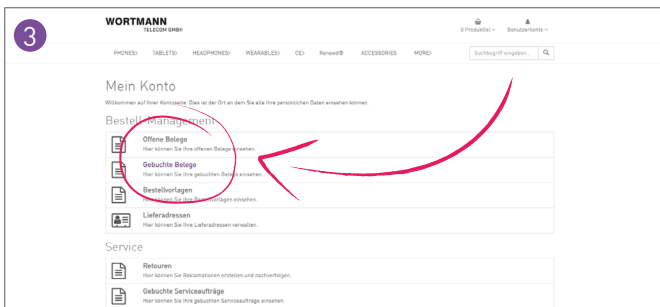 3
WORTMANN
TELECOM GMBH
0 Produkt(e)
Benutzerkonto
PHONES> TABLETS> HEADPHONES> WEARABLES> CE> Renewd® ACCESSORIES MORE>
Suchbegriff eingeben...
Mein Konto
Willkommen auf Ihrer Kontoseite. Dies ist der Ort an dem Sie alle Ihre persönlichen Daten einsehen können.
Bestell-Management
Offene Belege
Hier können Sie Ihre offenen Belege einsehen.
Gebuchte Belege
Hier können Sie Ihre gebuchten Belege einsehen.
Bestellvorlagen
Hier können Sie Ihre Bestellvorlagen einsehen.
Lieferadressen
Hier können Sie Ihre Lieferadressen verwalten.
Service
Retouren
Hier können Sie Reklamationen erstellen und nachverfolgen.
Gebuchte Serviceaufträge
Hier können Sie Ihre gebuchten Serviceaufträge einsehen.